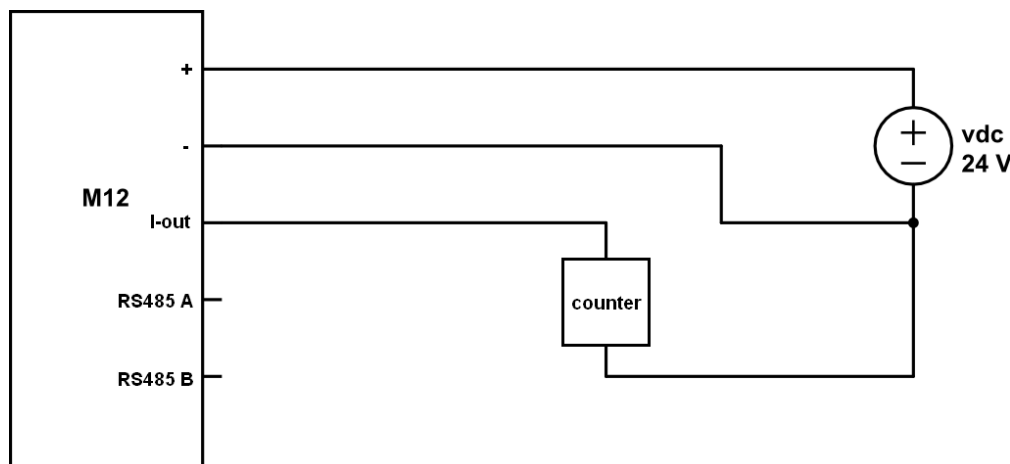 +
-
M12
I-out
RS485 A
RS485 B
counter
+
−
vdc
24 V